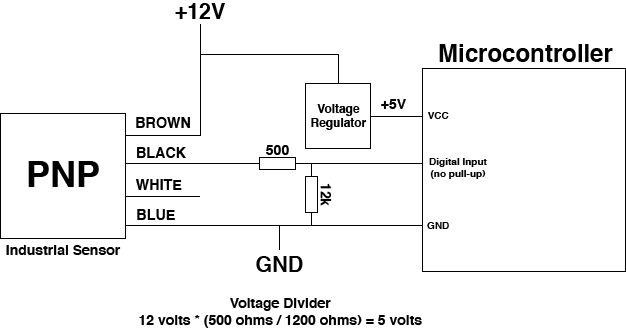 +12V
Microcontroller
Voltage
Regulator
+5V
VCC
BROWN
BLACK
500
Digital Input
(no pull-up)
PNP
WHITE
12k
BLUE
GND
Industrial Sensor
GND
Voltage Divider
12 volts * (500 ohms / 1200 ohms) = 5 volts